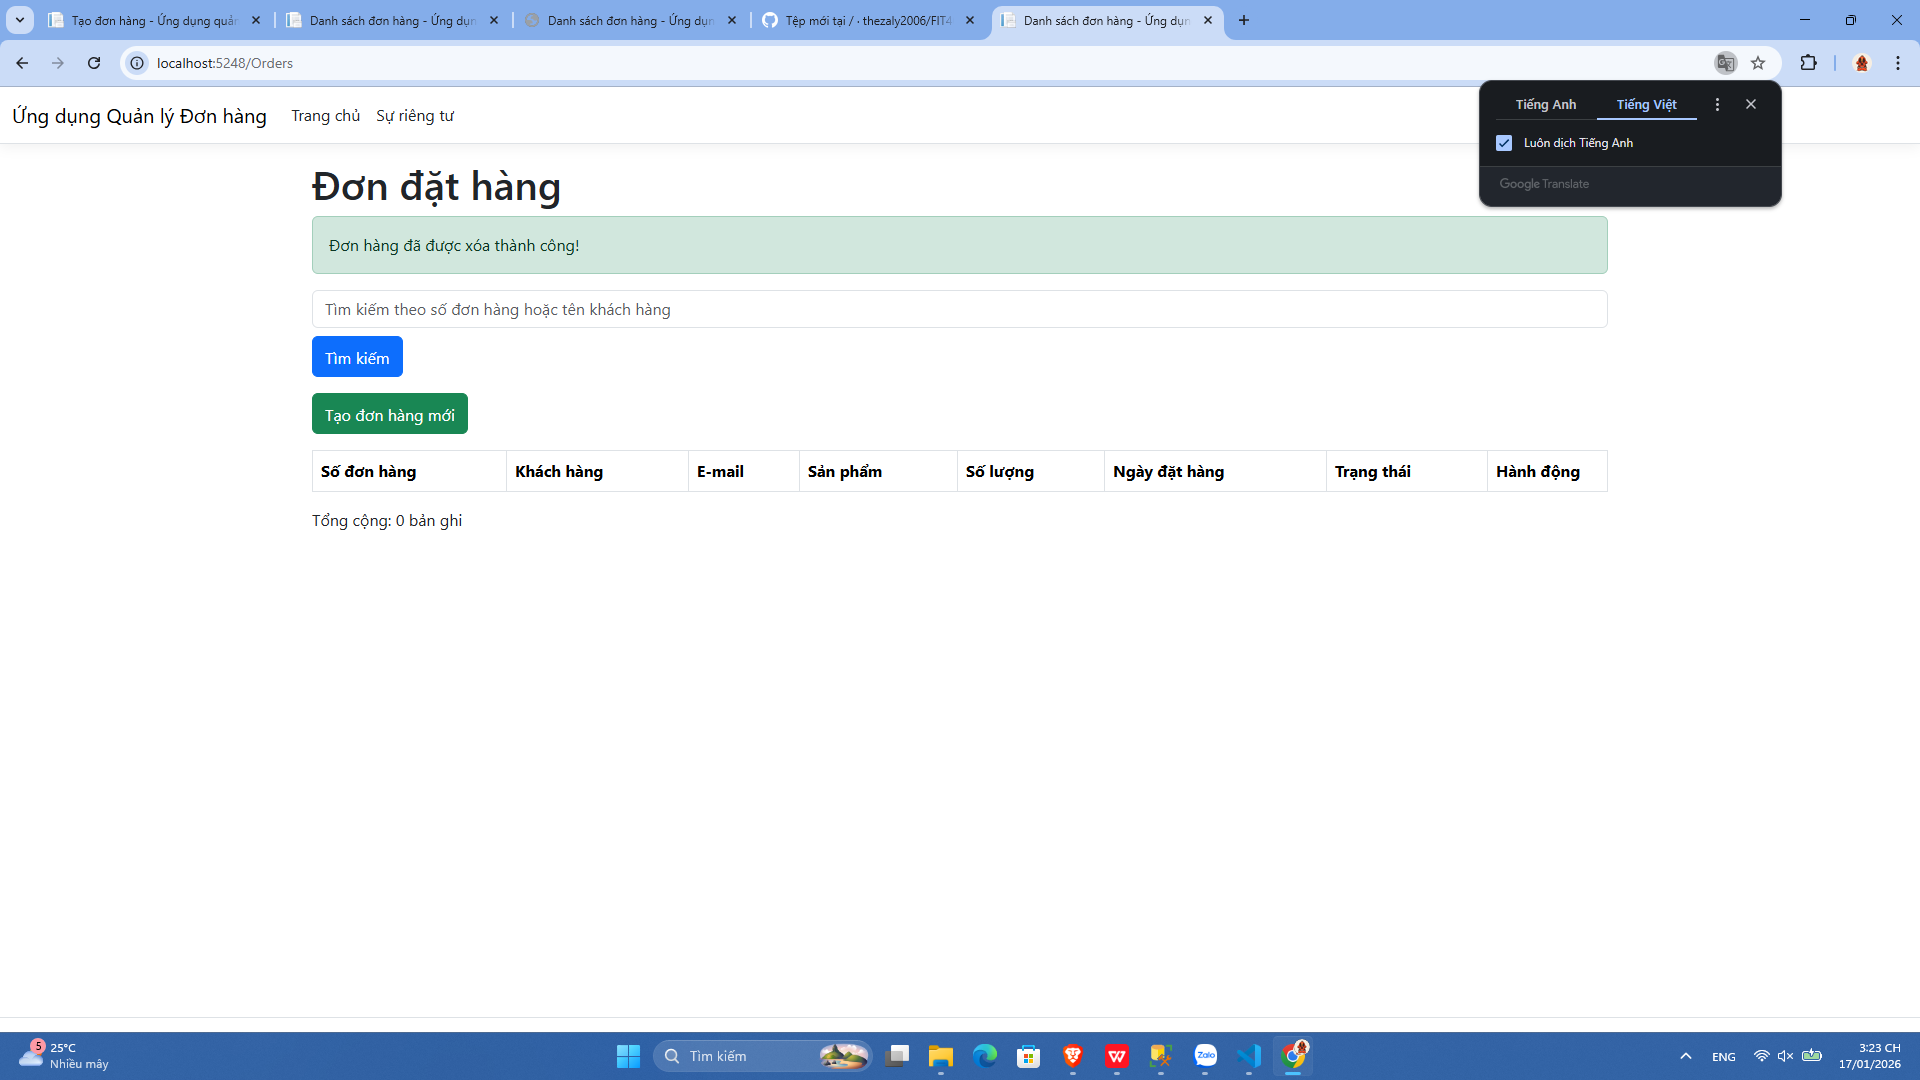 Tạo đơn hàng - Ứng dụng quản
Danh sách đơn hàng - Ứng dụn
Danh sách đơn hàng - Ứng dụn
Tệp mới tại / · thezaly2006/FIT4
Danh sách đơn hàng - Ứng dụn
localhost:5248/Orders
Ứng dụng Quản lý Đơn hàng
Trang chủ
Sự riêng tư
Tiếng Anh
Tiếng Việt
Luôn dịch Tiếng Anh
Google Translate
Đơn đặt hàng
Đơn hàng đã được xóa thành công!
Tìm kiếm theo số đơn hàng hoặc tên khách hàng
Tìm kiếm
Tạo đơn hàng mới
Số đơn hàng
Khách hàng
E-mail
Sản phẩm
Số lượng
Ngày đặt hàng
Trạng thái
Hành động
Tổng cộng: 0 bản ghi
5
25°C
Nhiều mây
Tìm kiếm
Zalo
ENG
3:23 CH
17/01/2026